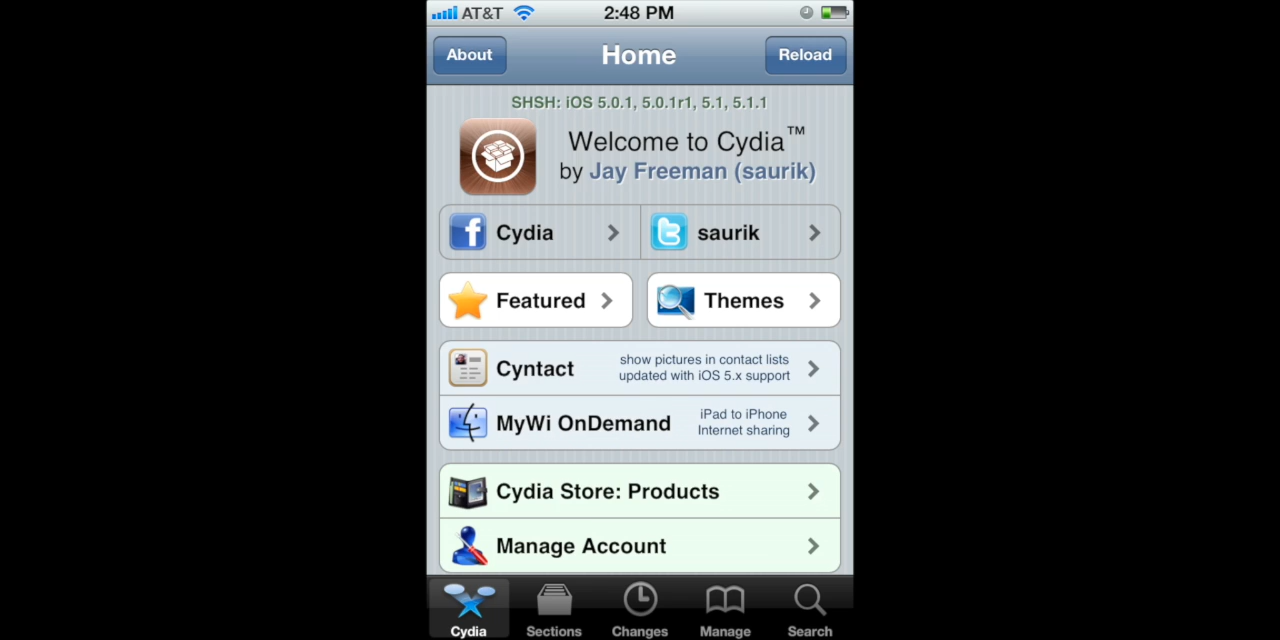 AT&T 2:48 PM
About Home Reload
SHSH: iOS 5.0.1, 5.0.1r1, 5.1, 5.1.1
Welcome to Cydia™
by Jay Freeman (saurik)
Cydia saurik
Featured Themes
Cyntact show pictures in contact lists
updated with iOS 5.x support
MyWi OnDemand iPad to iPhone
Internet sharing
Cydia Store: Products
Manage Account
Cydia Sections Changes Manage Search